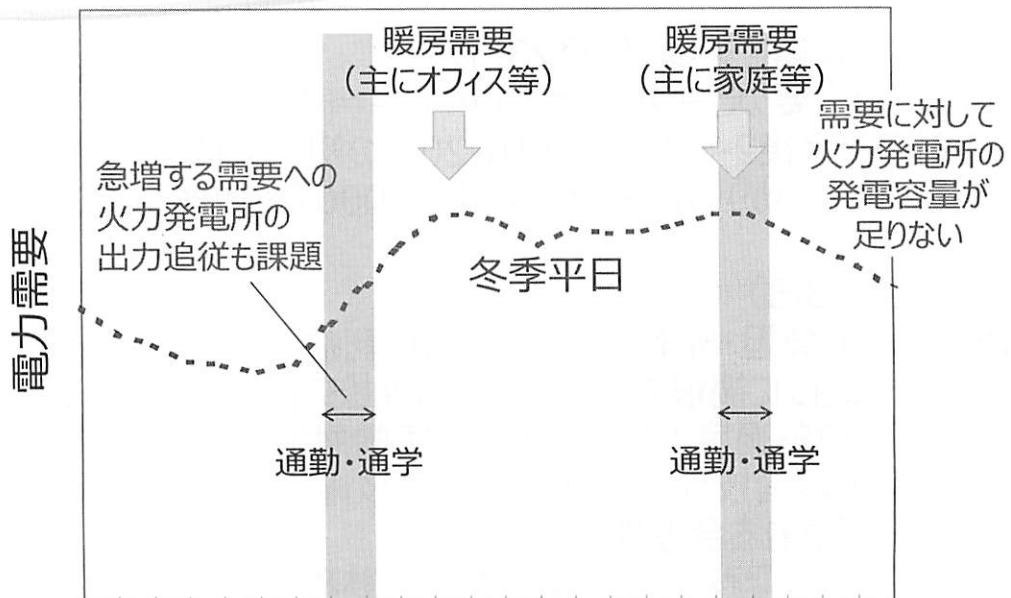 暖房需要
（主にオフィス等）
暖房需要
（主に家庭等）
需要に対して
火力発電所の
発電容量が
足りない
急増する需要への
火力発電所の
出力追従も課題
冬季平日
電力需要
通勤・通学
通勤・通学